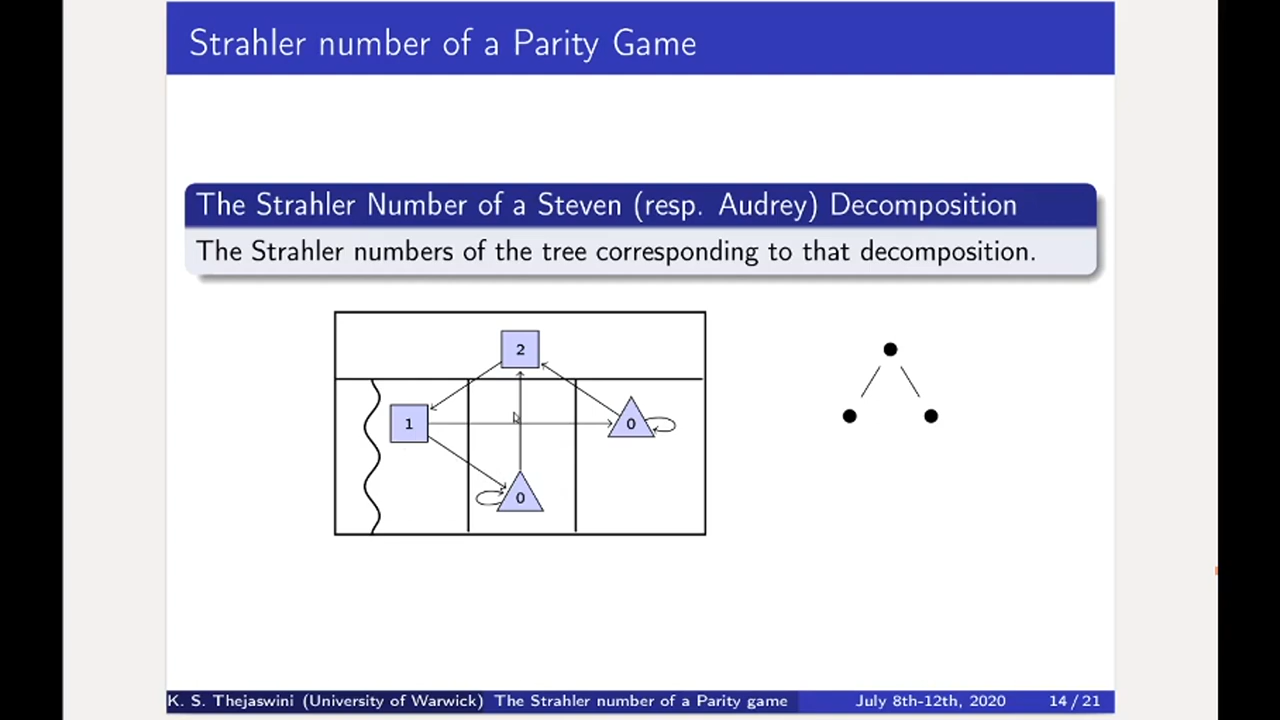 Strahler number of a Parity Game
The Strahler Number of a Steven (resp. Audrey) Decomposition
The Strahler numbers of the tree corresponding to that decomposition.
2
1
0
0
K. S. Thejaswini (University of Warwick) The Strahler number of a Parity game July 8th-12th, 2020 14 / 21